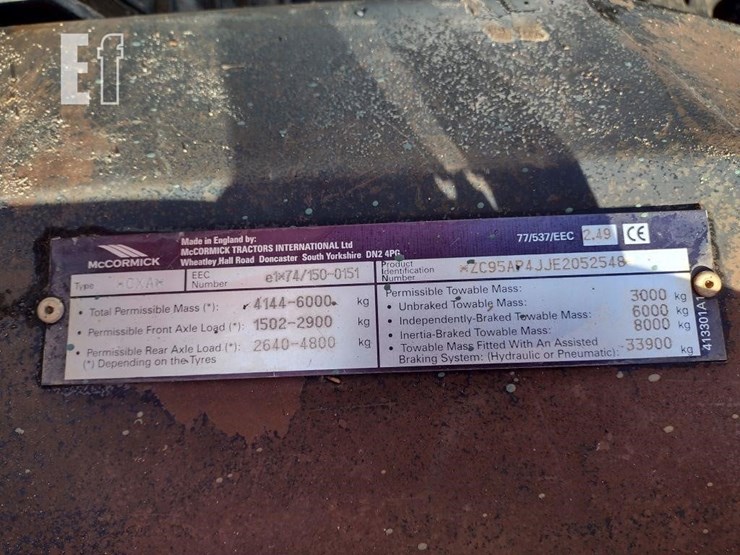 Ef
McCORMICK
Made in England by:
McCORMICK TRACTORS INTERNATIONAL Ltd
Wheatley Hall Road Doncaster South Yorkshire DN2 4PG
77/537/EEC 2.49 CE
Type *CXA*
EEC Number e1*74/150-0151
Product Identification Number *ZC95AP4JJE2052548*
• Total Permissible Mass (*): 4144-6000 kg
• Permissible Front Axle Load (*): 1502-2900 kg
• Permissible Rear Axle Load (*): 2640-4800 kg
(*) Depending on the Tyres
Permissible Towable Mass:
• Unbraked Towable Mass: 3000 kg
• Independently-Braked Towable Mass: 6000 kg
• Inertia-Braked Towable Mass: 8000 kg
• Towable Mass Fitted With An Assisted
Braking System: (Hydraulic or Pneumatic): 33900 kg
413301A1